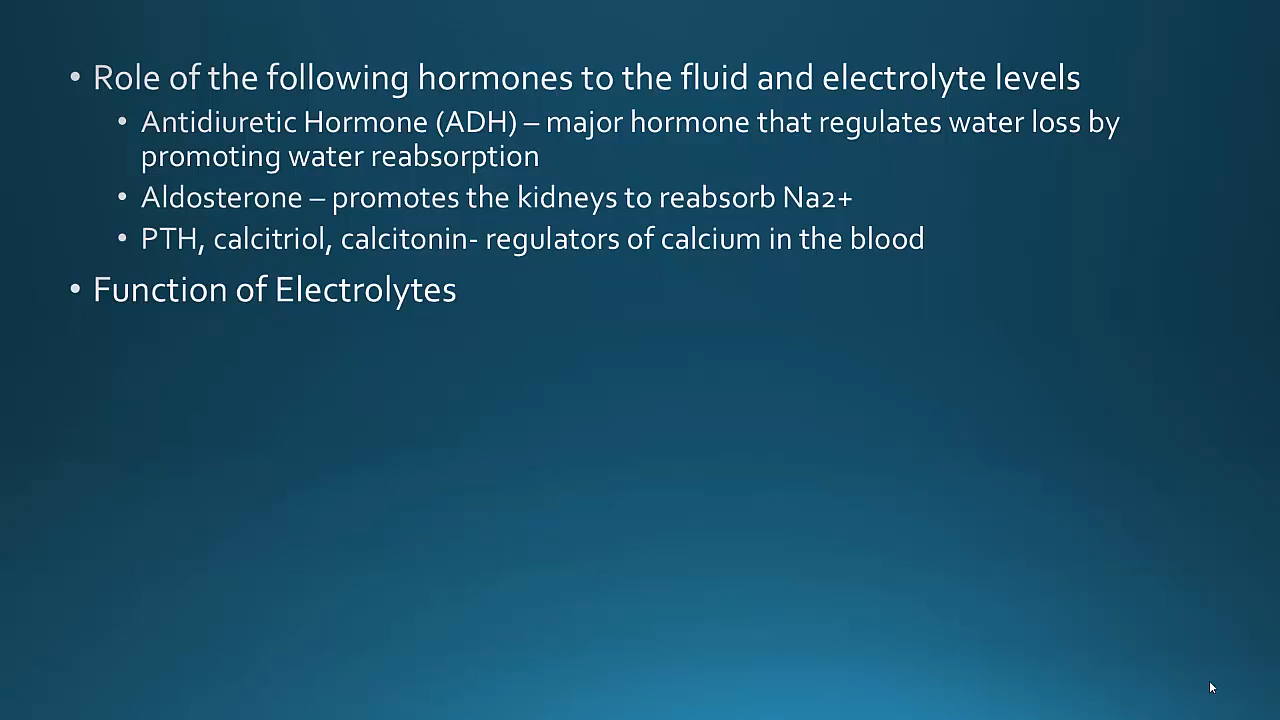 • Role of the following hormones to the fluid and electrolyte levels
• Antidiuretic Hormone (ADH) – major hormone that regulates water loss by
promoting water reabsorption
• Aldosterone – promotes the kidneys to reabsorb Na2+
• PTH, calcitriol, calcitonin- regulators of calcium in the blood
• Function of Electrolytes